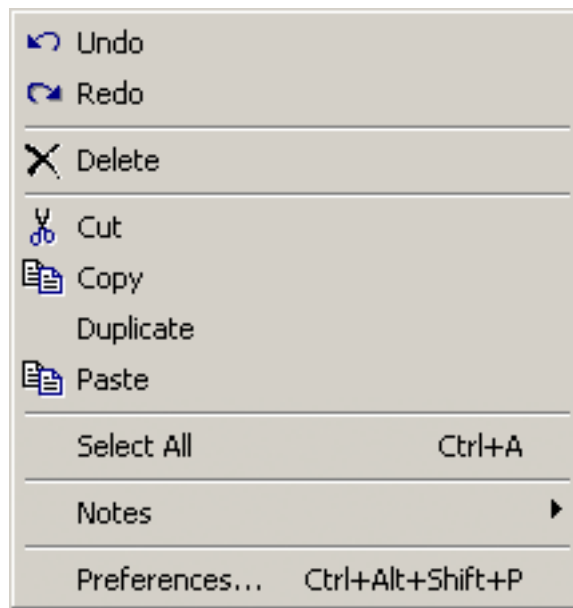 Undo
Redo
Delete
Cut
Copy
Duplicate
Paste
Select All Ctrl+A
Notes
Preferences... Ctrl+Alt+Shift+P